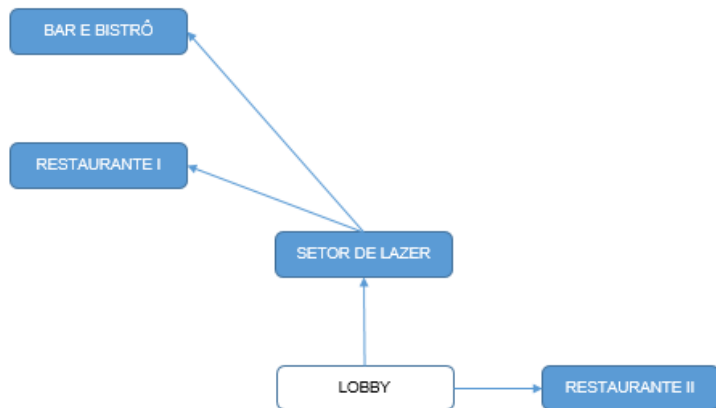 BAR E BISTRÔ
RESTAURANTE I
SETOR DE LAZER
LOBBY
RESTAURANTE II